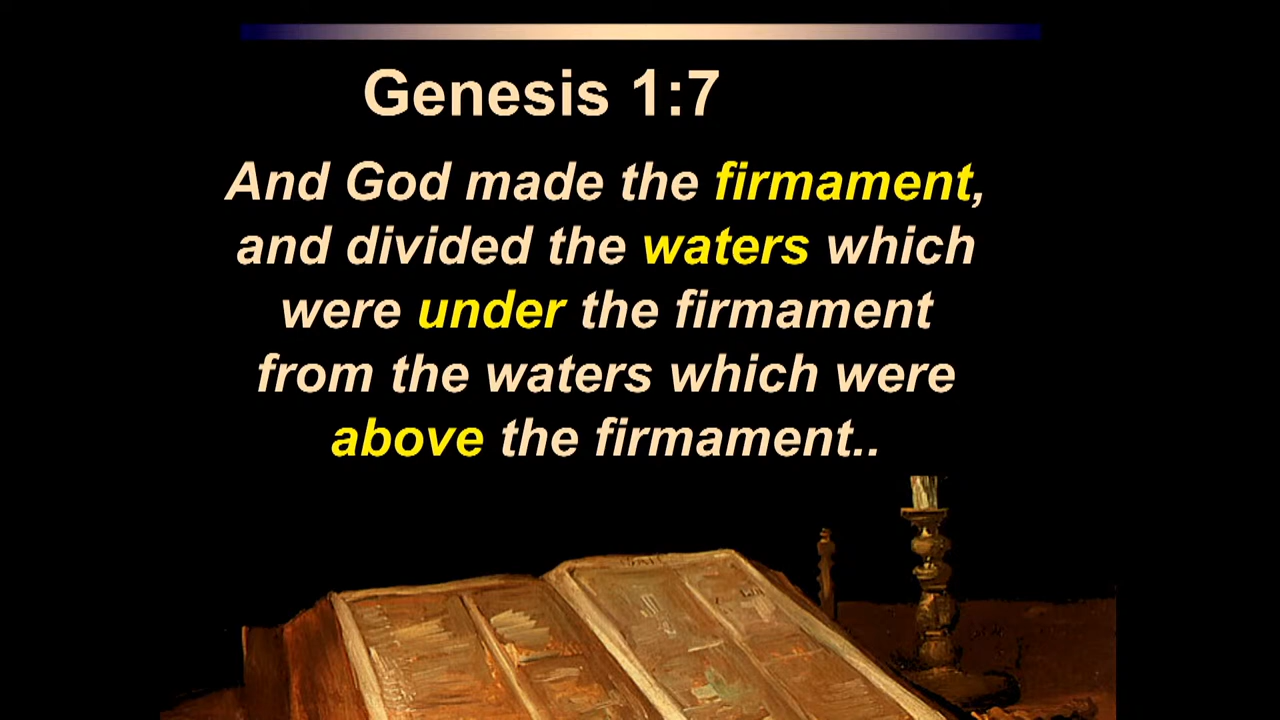 Genesis 1:7
And God made the firmament,
and divided the waters which
were under the firmament
from the waters which were
above the firmament..